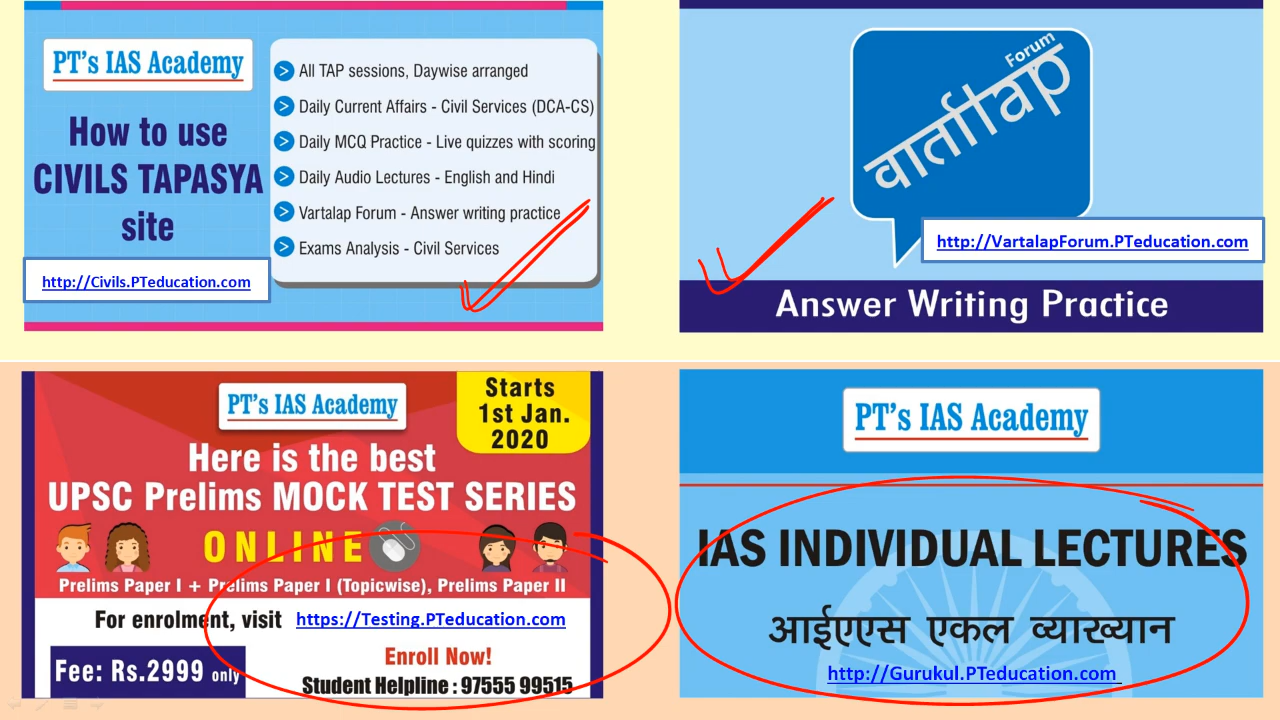 PT's IAS Academy
How to use
CIVILS TAPASYA
site
http://Civils.PTeducation.com
All TAP sessions, Daywise arranged
Daily Current Affairs - Civil Services (DCA-CS)
Daily MCQ Practice - Live quizzes with scoring
Daily Audio Lectures - English and Hindi
Vartalap Forum - Answer writing practice
Exams Analysis - Civil Services
Forum
वार्ताlap
http://VartalapForum.PTeducation.com
Answer Writing Practice
PT's IAS Academy
Starts
1st Jan.
2020
Here is the best
UPSC Prelims MOCK TEST SERIES
ONLINE
Prelims Paper I + Prelims Paper I (Topicwise), Prelims Paper II
For enrolment, visit https://Testing.PTeducation.com
Fee: Rs.2999 only
Enroll Now!
Student Helpline : 97555 99515
PT's IAS Academy
IAS INDIVIDUAL LECTURES
आईएएस एकल व्याख्यान
http://Gurukul.PTeducation.com